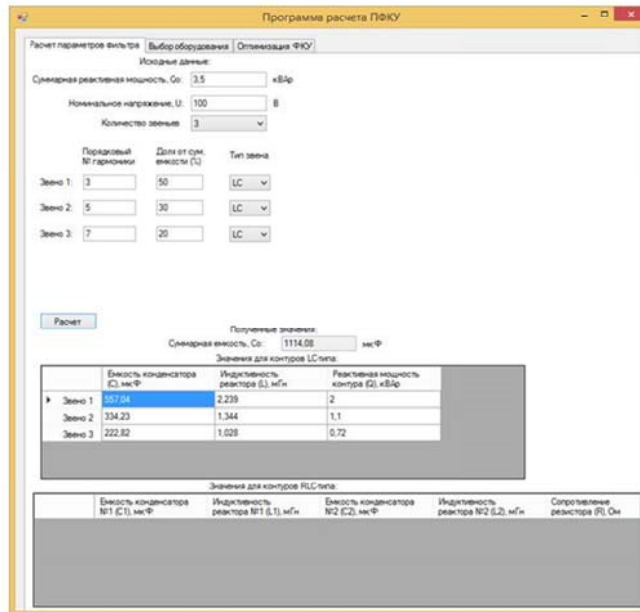 Программа расчета ПФКУ
Расчет параметров фильтра Выбор оборудования Оптимизация ФКУ
Исходные данные:
Суммарная реактивная мощность, Qo: 3,5 кВАр
Номинальное напряжение, U: 100 В
Количество звеньев 3
Порядковый № гармоники Доля от сум. емкости (%) Тип звена
Звено 1: 3 50 LC
Звено 2: 5 30 LC
Звено 3: 7 20 LC
Расчет
Полученные значения:
Суммарная емкость, Co: 1114,08 мкФ
Значения для контуров LC-типа:
Емкость конденсатора (C), мкФ Индуктивность реактора (L), мГн Реактивная мощность контура (Q), кВАр
Звено 1 557,04 2,239 2
Звено 2 334,23 1,344 1,1
Звено 3 222,82 1,028 0,72
Значения для контуров RLC-типа:
Емкость конденсатора №1 (C1), мкФ Индуктивность реактора №1 (L1), мГн Емкость конденсатора №2 (C2), мкФ Индуктивность реактора №2 (L2), мГн Сопротивление резистора (R), Ом